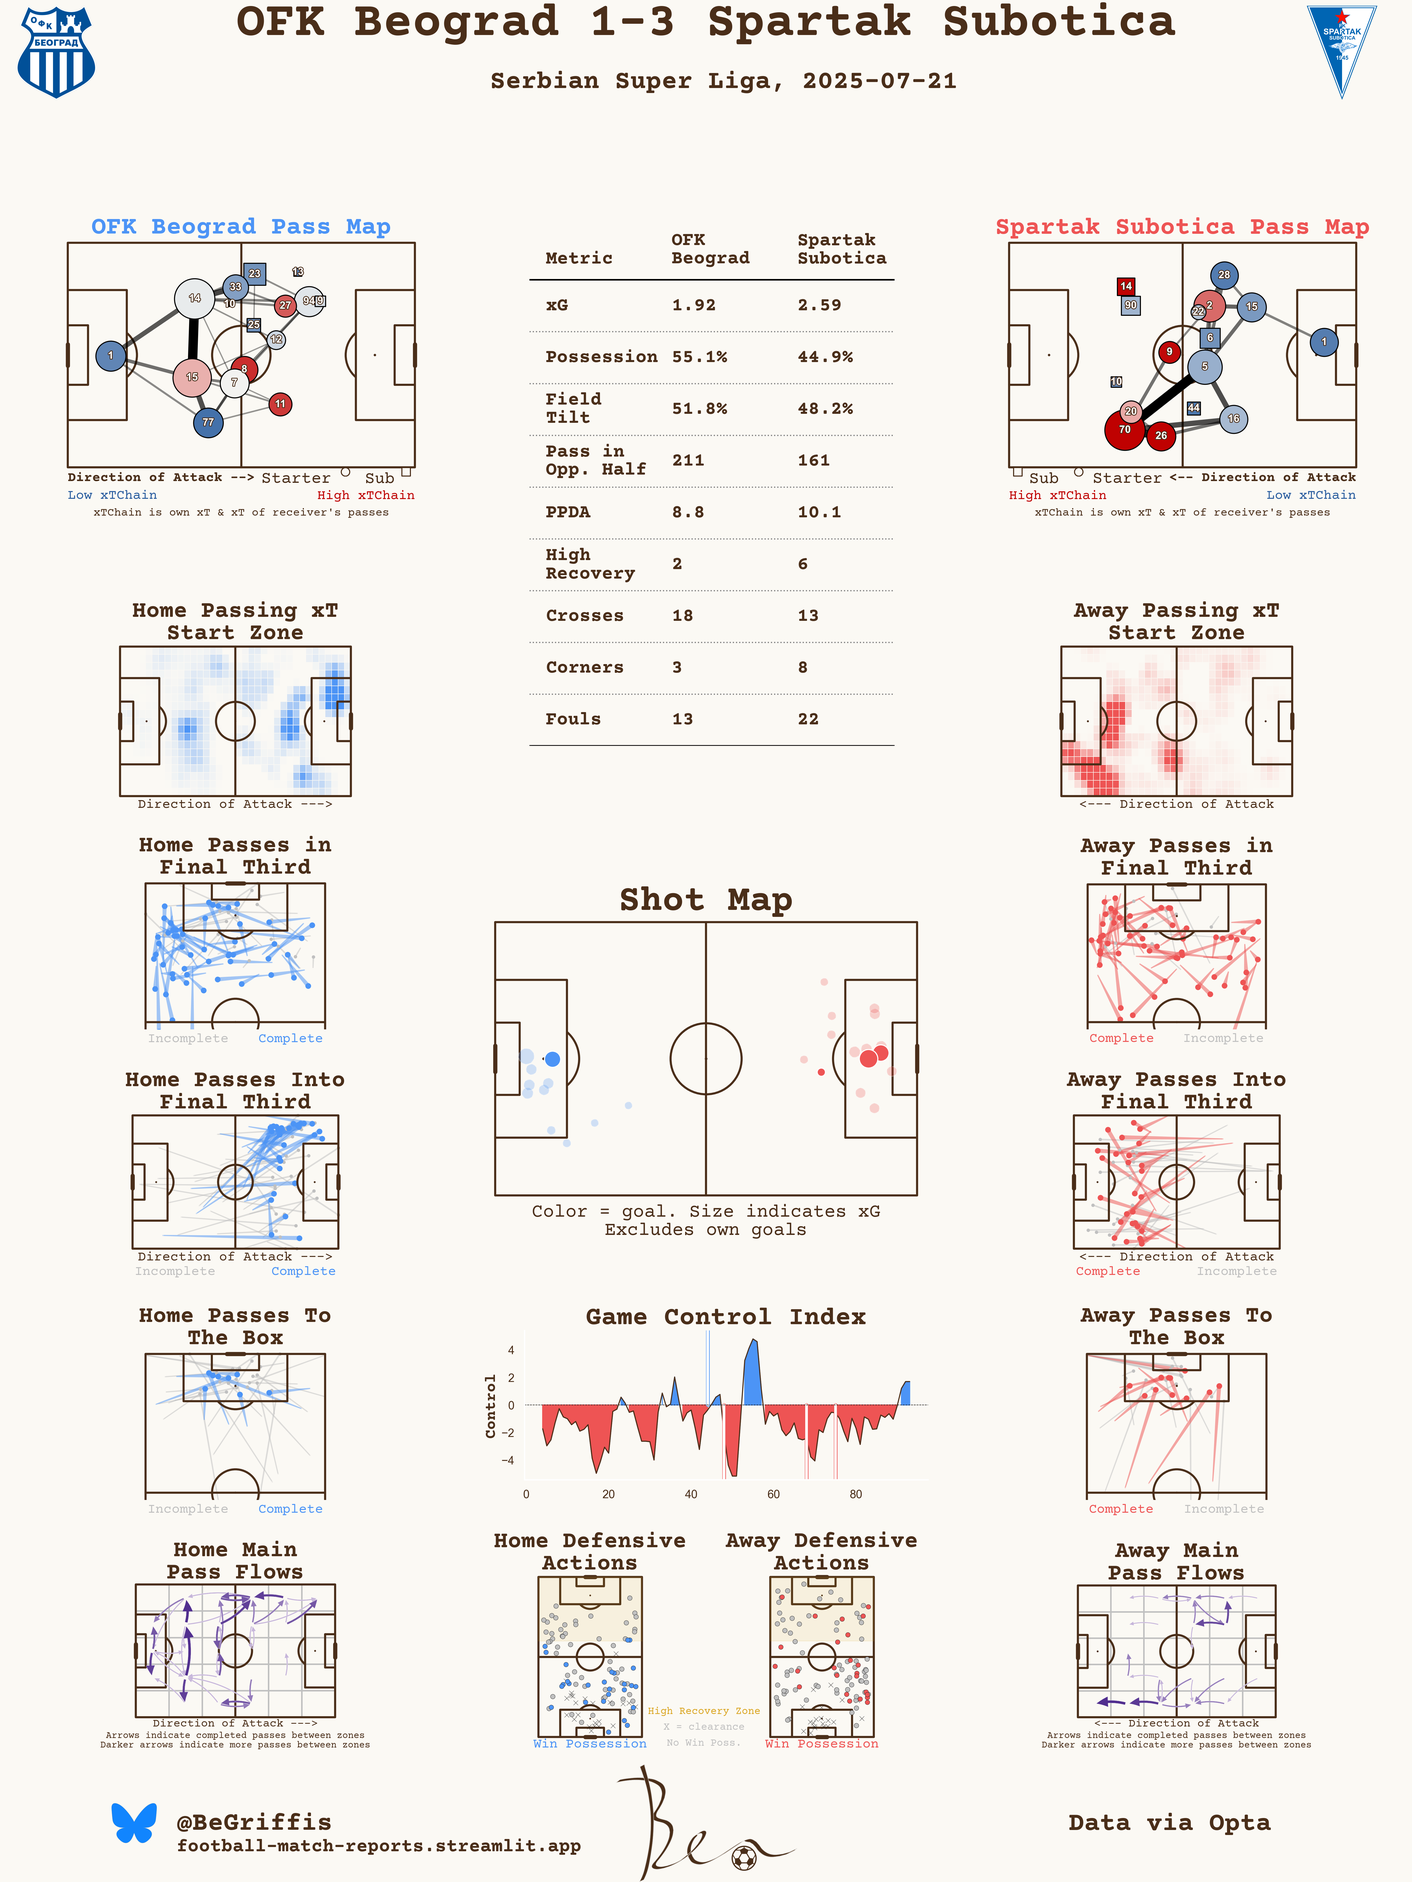 OFK Beograd 1-3 Spartak Subotica
Serbian Super Liga, 2025-07-21
ОФК
БЕОГРАД
SPARTAK
SUBOTICA
1945
OFK Beograd Pass Map
23
13
33
14
10
27
94
9
25
12
1
15
8
7
11
77
Direction of Attack --> Starter Sub
Low xTChain High xTChain
xTChain is own xT & xT of receiver's passes
Metric OFK Beograd Spartak Subotica
xG 1.92 2.59
Possession 55.1% 44.9%
Field Tilt 51.8% 48.2%
Pass in Opp. Half 211 161
PPDA 8.8 10.1
High Recovery 2 6
Crosses 18 13
Corners 3 8
Fouls 13 22
Spartak Subotica Pass Map
28
14
90
2
15
22
6
1
9
5
10
20
44
16
70
26
Sub Starter <-- Direction of Attack
High xTChain Low xTChain
xTChain is own xT & xT of receiver's passes
Home Passing xT
Start Zone
Direction of Attack --->
Away Passing xT
Start Zone
<--- Direction of Attack
Home Passes in
Final Third
Incomplete Complete
Away Passes in
Final Third
Complete Incomplete
Shot Map
Color = goal. Size indicates xG
Excludes own goals
Home Passes Into
Final Third
Direction of Attack --->
Incomplete Complete
Away Passes Into
Final Third
<--- Direction of Attack
Complete Incomplete
Home Passes To
The Box
Incomplete Complete
Game Control Index
Control
4
2
0
−2
−4
0 20 40 60 80
Away Passes To
The Box
Complete Incomplete
Home Main
Pass Flows
Direction of Attack --->
Arrows indicate completed passes between zones
Darker arrows indicate more passes between zones
Home Defensive
Actions
Win Possession
Away Defensive
Actions
Win Possession
High Recovery Zone
X = clearance
No Win Poss.
Away Main
Pass Flows
<--- Direction of Attack
Arrows indicate completed passes between zones
Darker arrows indicate more passes between zones
@BeGriffis
football-match-reports.streamlit.app
Ben
Data via Opta